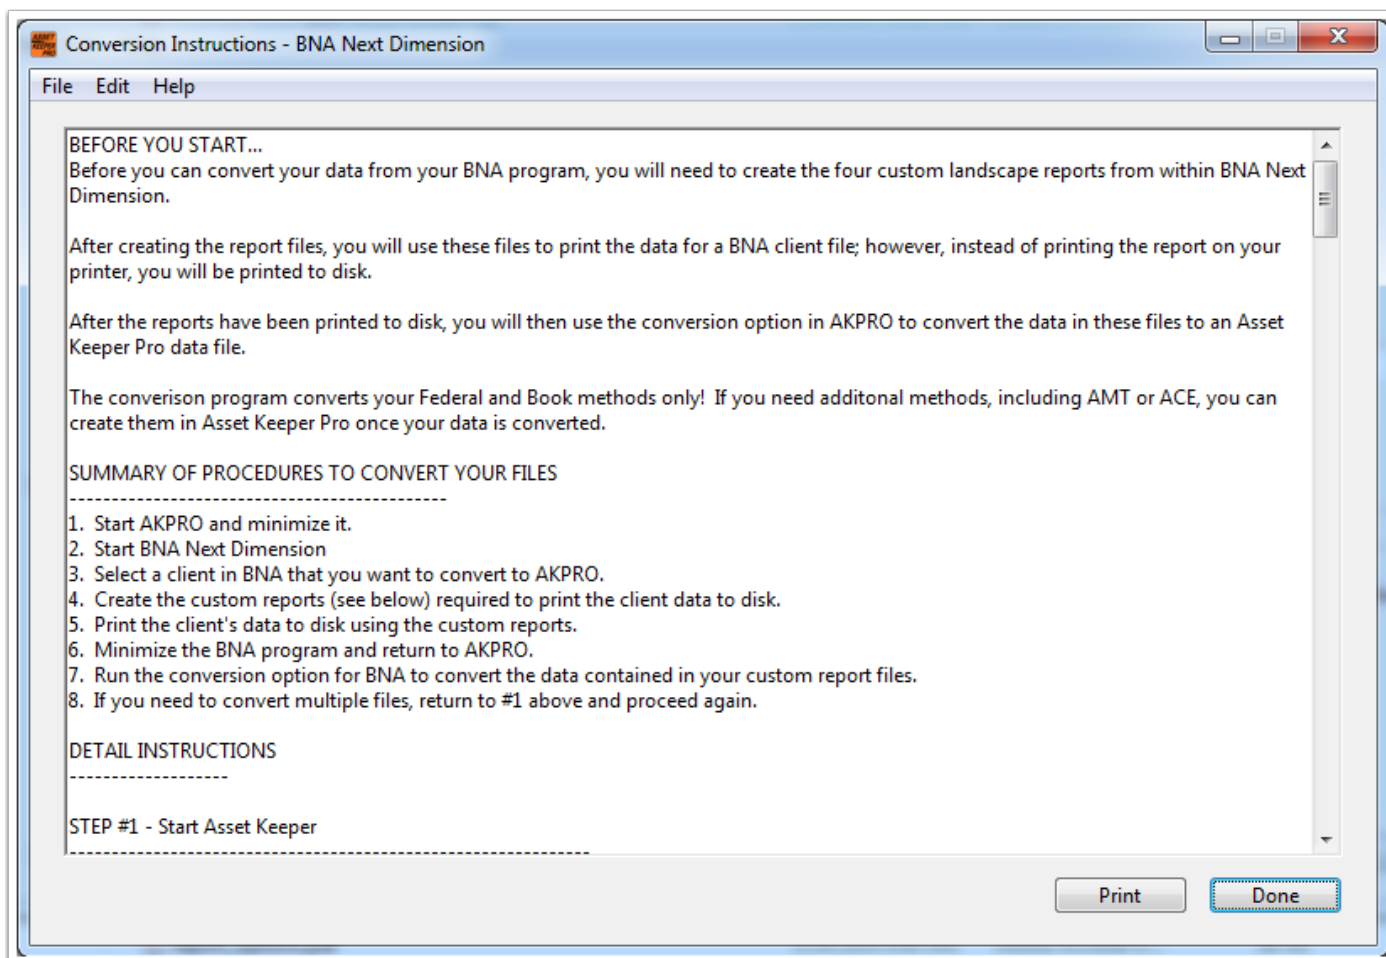 ASSET
KEEPER
PRO
Conversion Instructions - BNA Next Dimension
File Edit Help
BEFORE YOU START...
Before you can convert your data from your BNA program, you will need to create the four custom landscape reports from within BNA Next
Dimension.
After creating the report files, you will use these files to print the data for a BNA client file; however, instead of printing the report on your
printer, you will be printed to disk.
After the reports have been printed to disk, you will then use the conversion option in AKPRO to convert the data in these files to an Asset
Keeper Pro data file.
The converison program converts your Federal and Book methods only!  If you need additonal methods, including AMT or ACE, you can
create them in Asset Keeper Pro once your data is converted.
SUMMARY OF PROCEDURES TO CONVERT YOUR FILES
---------------------------------------------
1.  Start AKPRO and minimize it.
2.  Start BNA Next Dimension
3.  Select a client in BNA that you want to convert to AKPRO.
4.  Create the custom reports (see below) required to print the client data to disk.
5.  Print the client's data to disk using the custom reports.
6.  Minimize the BNA program and return to AKPRO.
7.  Run the conversion option for BNA to convert the data contained in your custom report files.
8.  If you need to convert multiple files, return to #1 above and proceed again.
DETAIL INSTRUCTIONS
-------------------
STEP #1 - Start Asset Keeper
--------------------------------------------------------------
Print Done